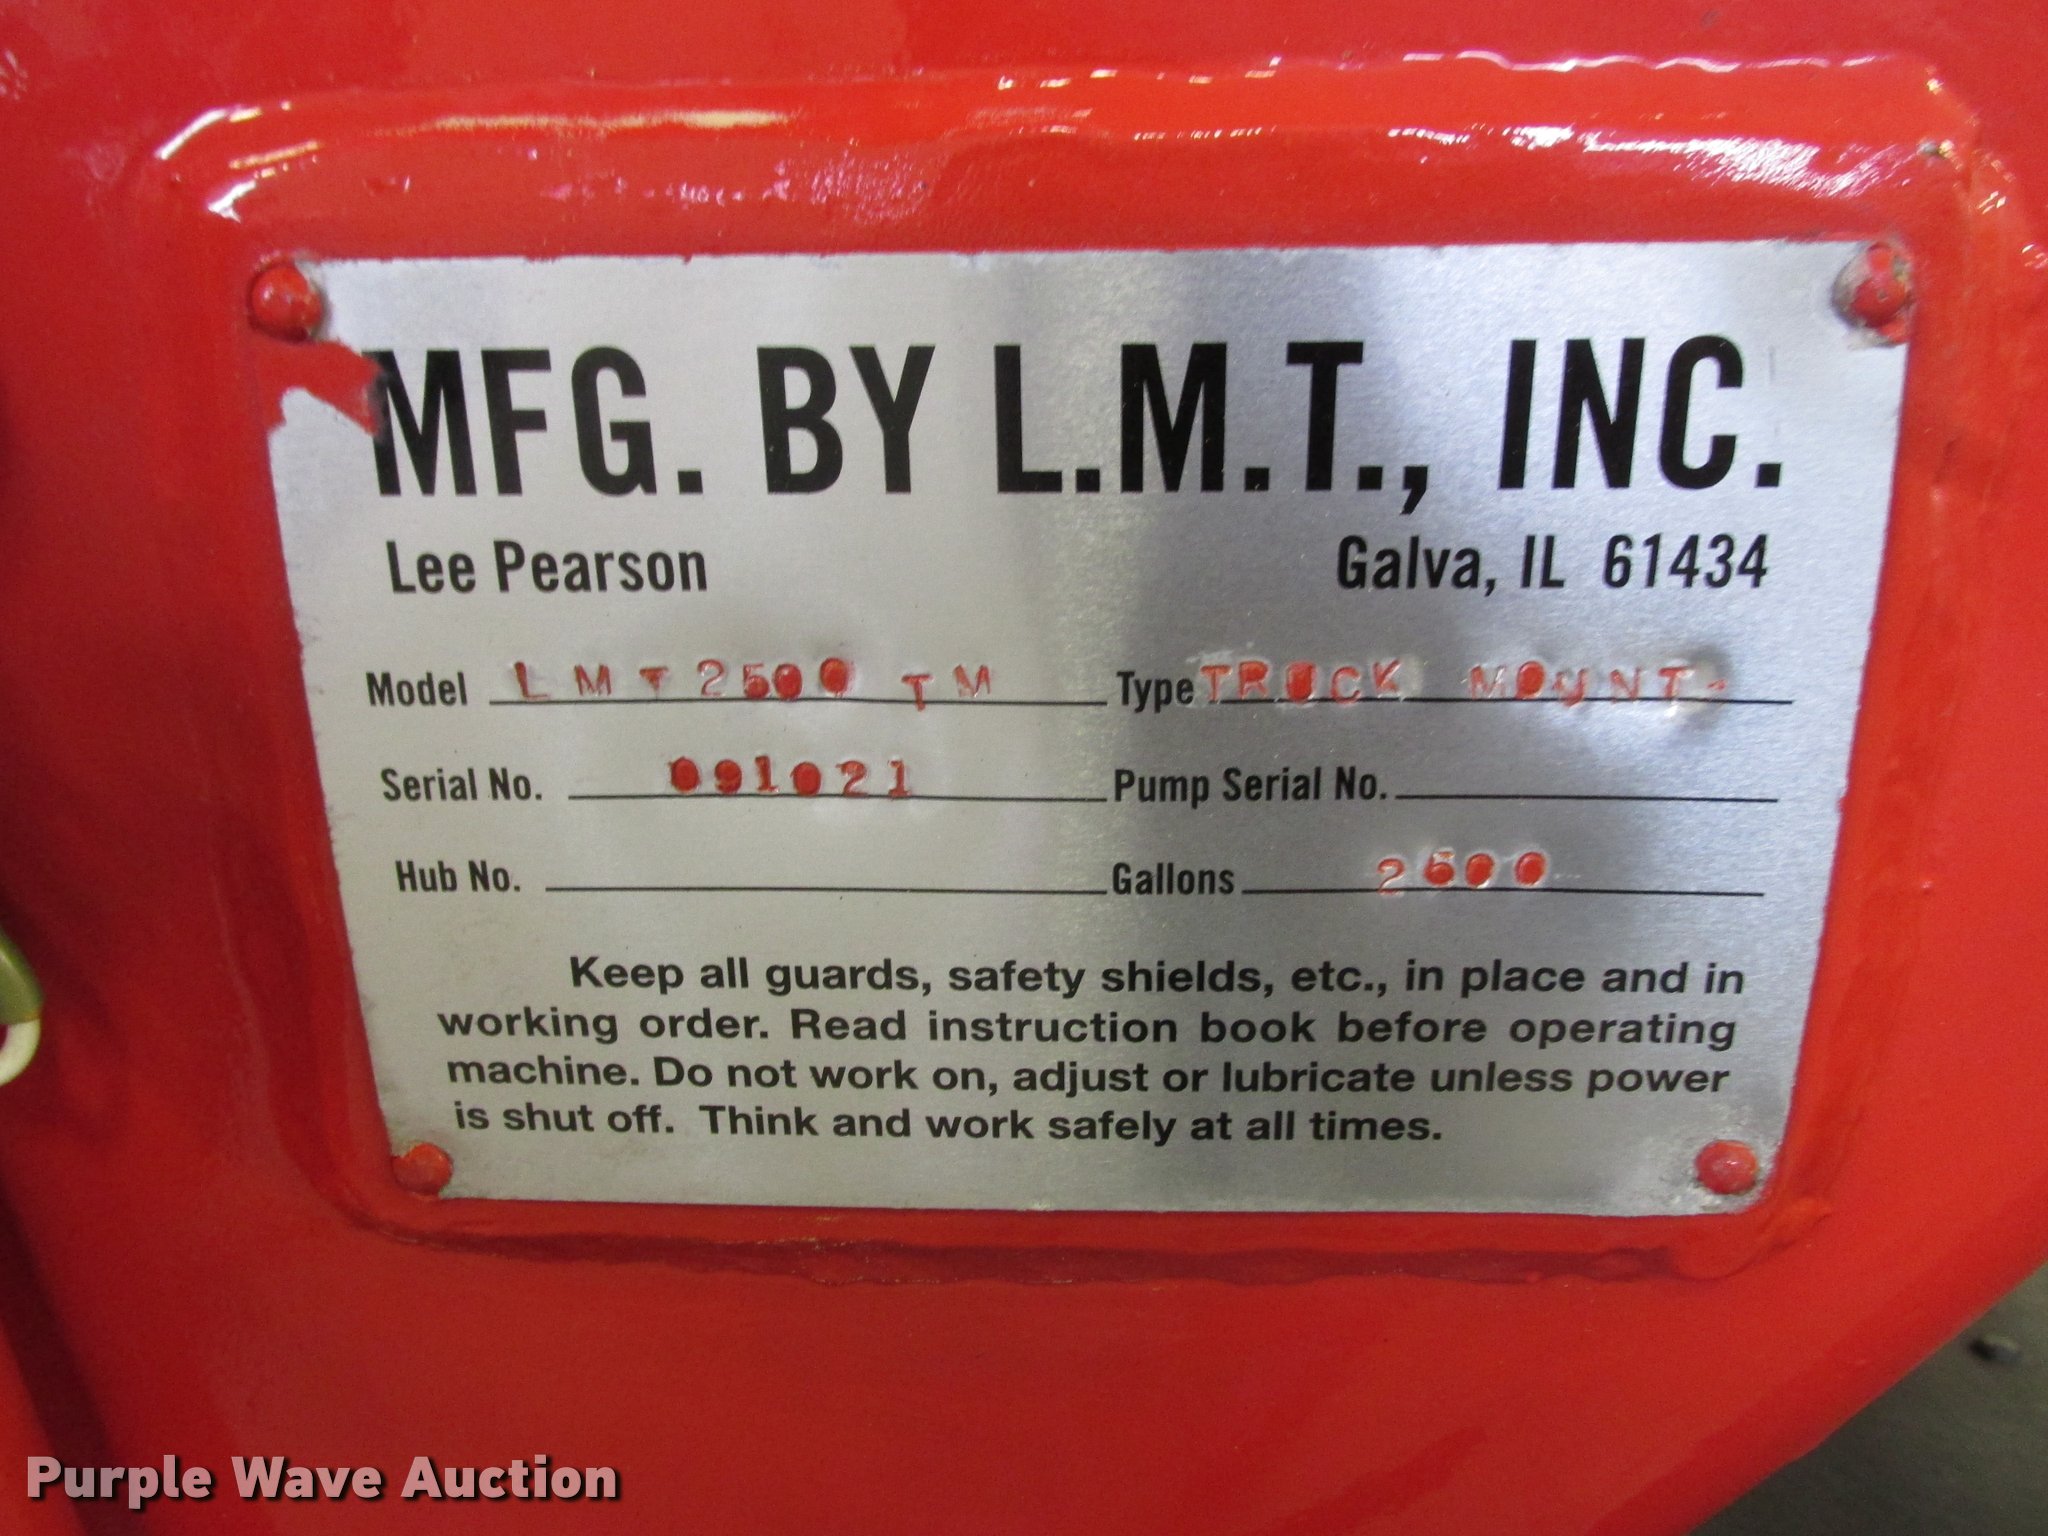 MFG. BY L.M.T., INC.
Lee Pearson Galva, IL 61434
Model LMT2500 TM Type TRUCK MOUNT
Serial No. 091021 Pump Serial No.
Hub No. Gallons 2500
Keep all guards, safety shields, etc., in place and in
working order. Read instruction book before operating
machine. Do not work on, adjust or lubricate unless power
is shut off. Think and work safely at all times.
Purple Wave Auction